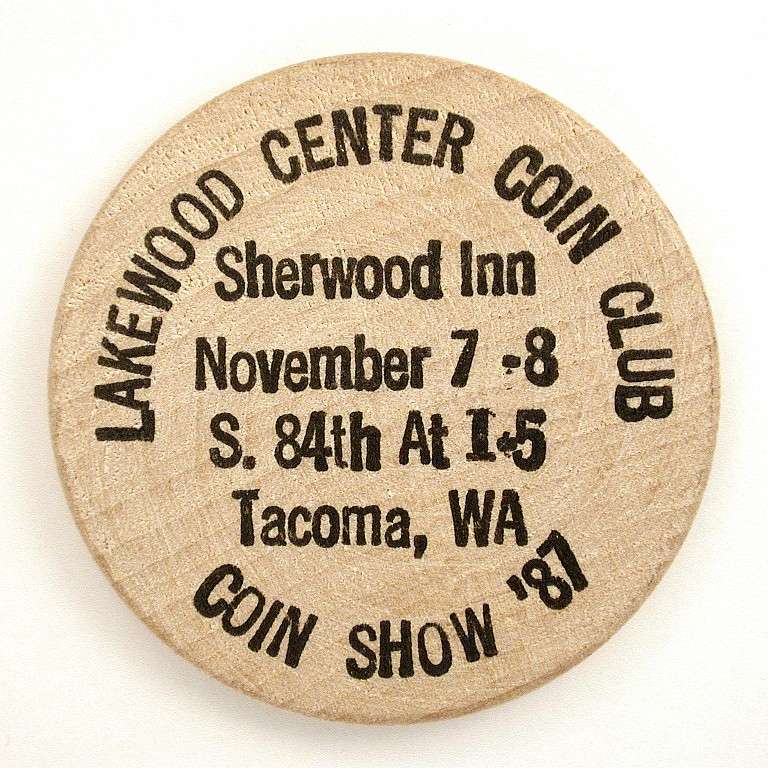 LAKEWOOD CENTER COIN CLUB
Sherwood Inn
November 7 -8
S. 84th At I-5
Tacoma, WA
COIN SHOW '87